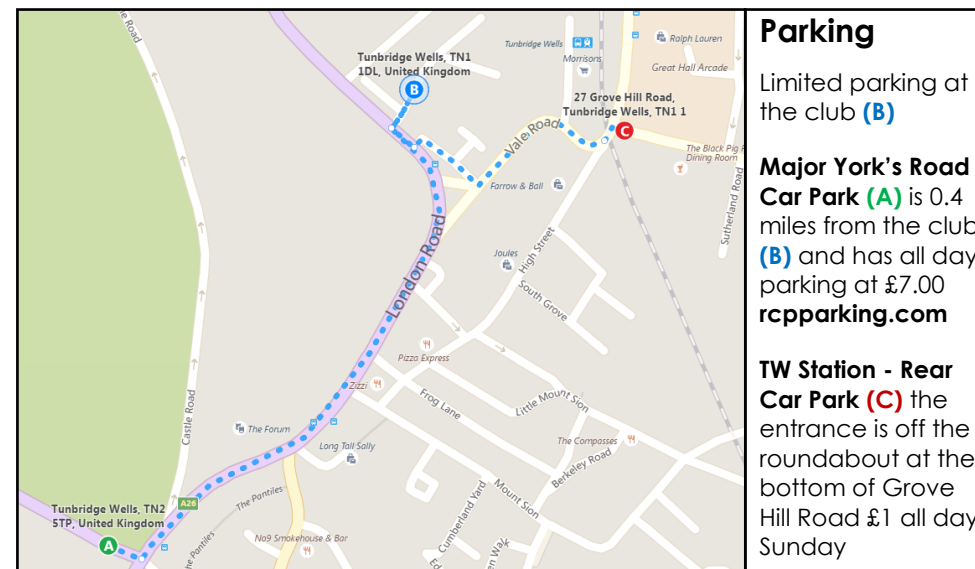 e Road
Tunbridge Wells, TN1
1DL, United Kingdom
B
Tunbridge Wells
Morrisons
Ralph Lauren
Great Hall Arcade
27 Grove Hill Road,
Tunbridge Wells, TN1 1
C
Vale Road
The Black Pig
Dining Room
Farrow & Ball
Sutherland Road
London Road
Joules
High Street
South Grove
Pizza Express
Zizzi
Frog Lane
Little Mount Sion
Castle Road
The Forum
Long Tall Sally
The Compasses
Berkeley Road
Tunbridge Wells, TN2
5TP, United Kingdom
A26
A
The Pantiles
The Pantiles
No9 Smokehouse & Bar
Cumberland Yard
Mount Sion
Parking
Limited parking at
the club (B)
Major York’s Road
Car Park (A) is 0.4
miles from the club
(B) and has all day
parking at £7.00
rcpparking.com
TW Station - Rear
Car Park (C) the
entrance is off the
roundabout at the
bottom of Grove
Hill Road £1 all day
Sunday